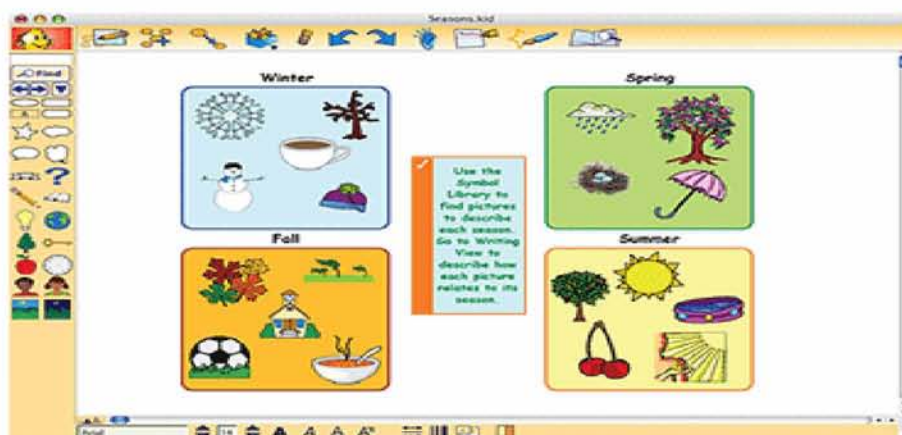 Seasons.kid
Find
A
Winter
Spring
Use the
Symbol
Library to
find pictures
to describe
each season.
Go to Writing
View to
describe how
each picture
relates to its
season.
Fall
Summer
Arial
14